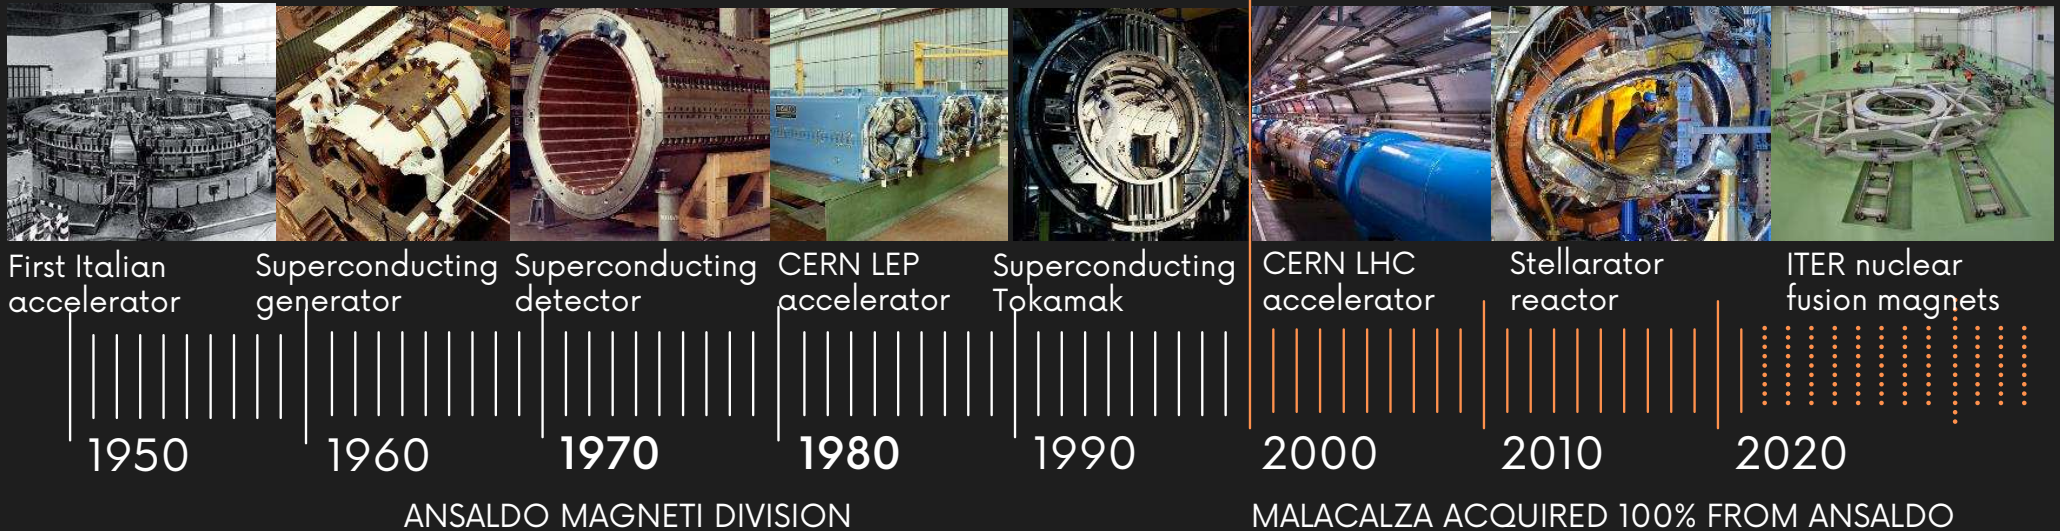 First Italian
accelerator
Superconducting
generator
Superconducting
detector
CERN LEP
accelerator
Superconducting
Tokamak
CERN LHC
accelerator
Stellarator
reactor
ITER nuclear
fusion magnets
1950
1960
1970
1980
1990
2000
2010
2020
ANSALDO MAGNETI DIVISION
MALACALZA ACQUIRED 100% FROM ANSALDO